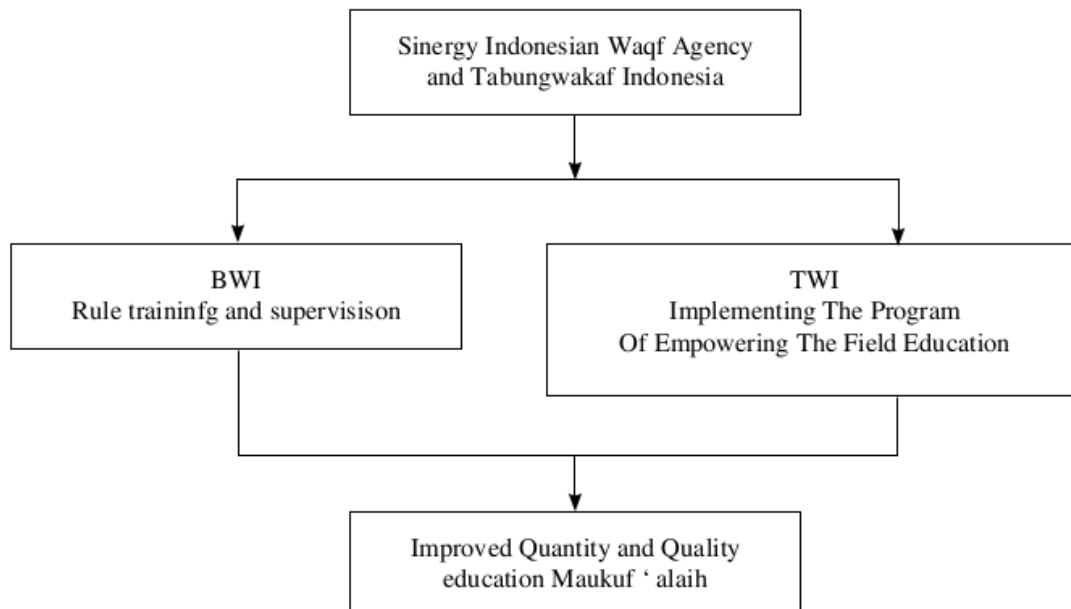 Sinergy Indonesian Waqf Agency
and Tabungwakaf Indonesia
BWI
Rule traininfg and supervisison
TWI
Implementing The Program
Of Empowering The Field Education
Improved Quantity and Quality
education Maukuf ‘ alaih